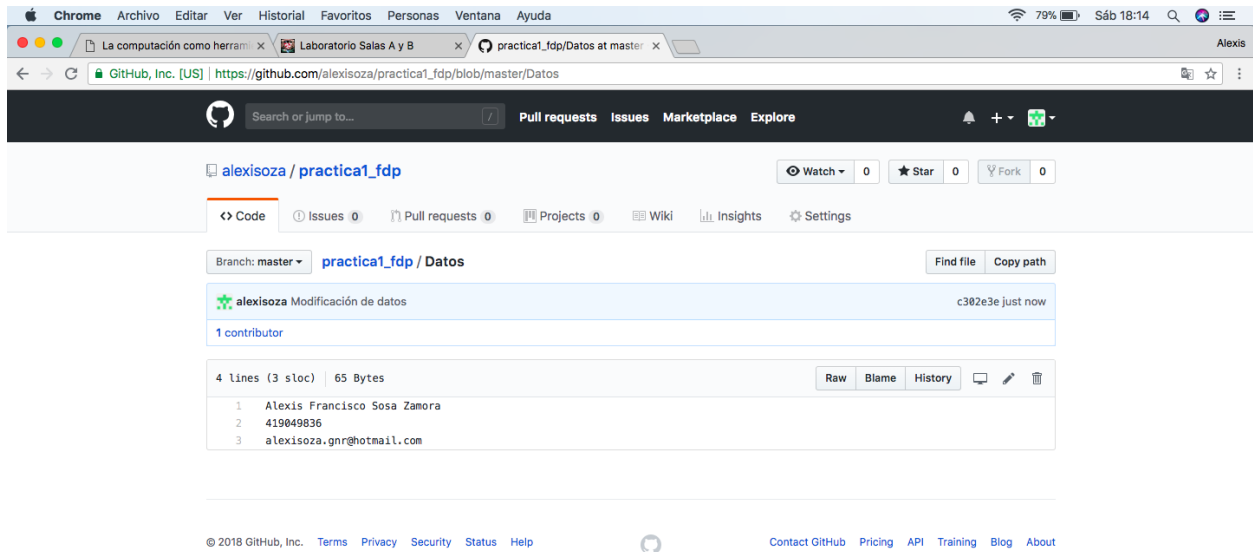 Chrome Archivo Editar Ver Historial Favoritos Personas Ventana Ayuda 79% Sáb 18:14
La computación como herrami Laboratorio Salas A y B practica1_fdp/Datos at master Alexis
GitHub, Inc. [US] https://github.com/alexisoza/practica1_fdp/blob/master/Datos
Search or jump to... / Pull requests Issues Marketplace Explore
alexisoza / practica1_fdp Watch 0 Star 0 Fork 0
Code Issues 0 Pull requests 0 Projects 0 Wiki Insights Settings
Branch: master practica1_fdp / Datos Find file Copy path
alexisoza Modificación de datos c302e3e just now
1 contributor
4 lines (3 sloc) 65 Bytes Raw Blame History
1 Alexis Francisco Sosa Zamora
2 419049836
3 alexisoza.gnr@hotmail.com
© 2018 GitHub, Inc. Terms Privacy Security Status Help Contact GitHub Pricing API Training Blog About